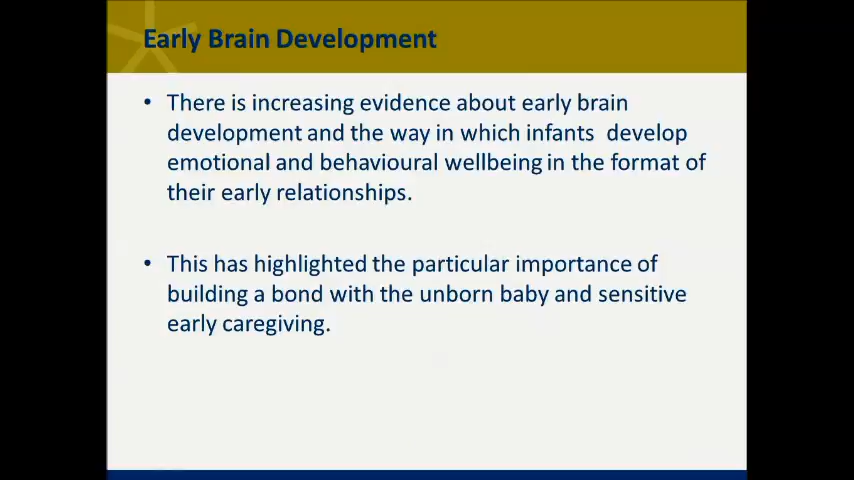 Early Brain Development
• There is increasing evidence about early brain
development and the way in which infants develop
emotional and behavioural wellbeing in the format of
their early relationships.
• This has highlighted the particular importance of
building a bond with the unborn baby and sensitive
early caregiving.